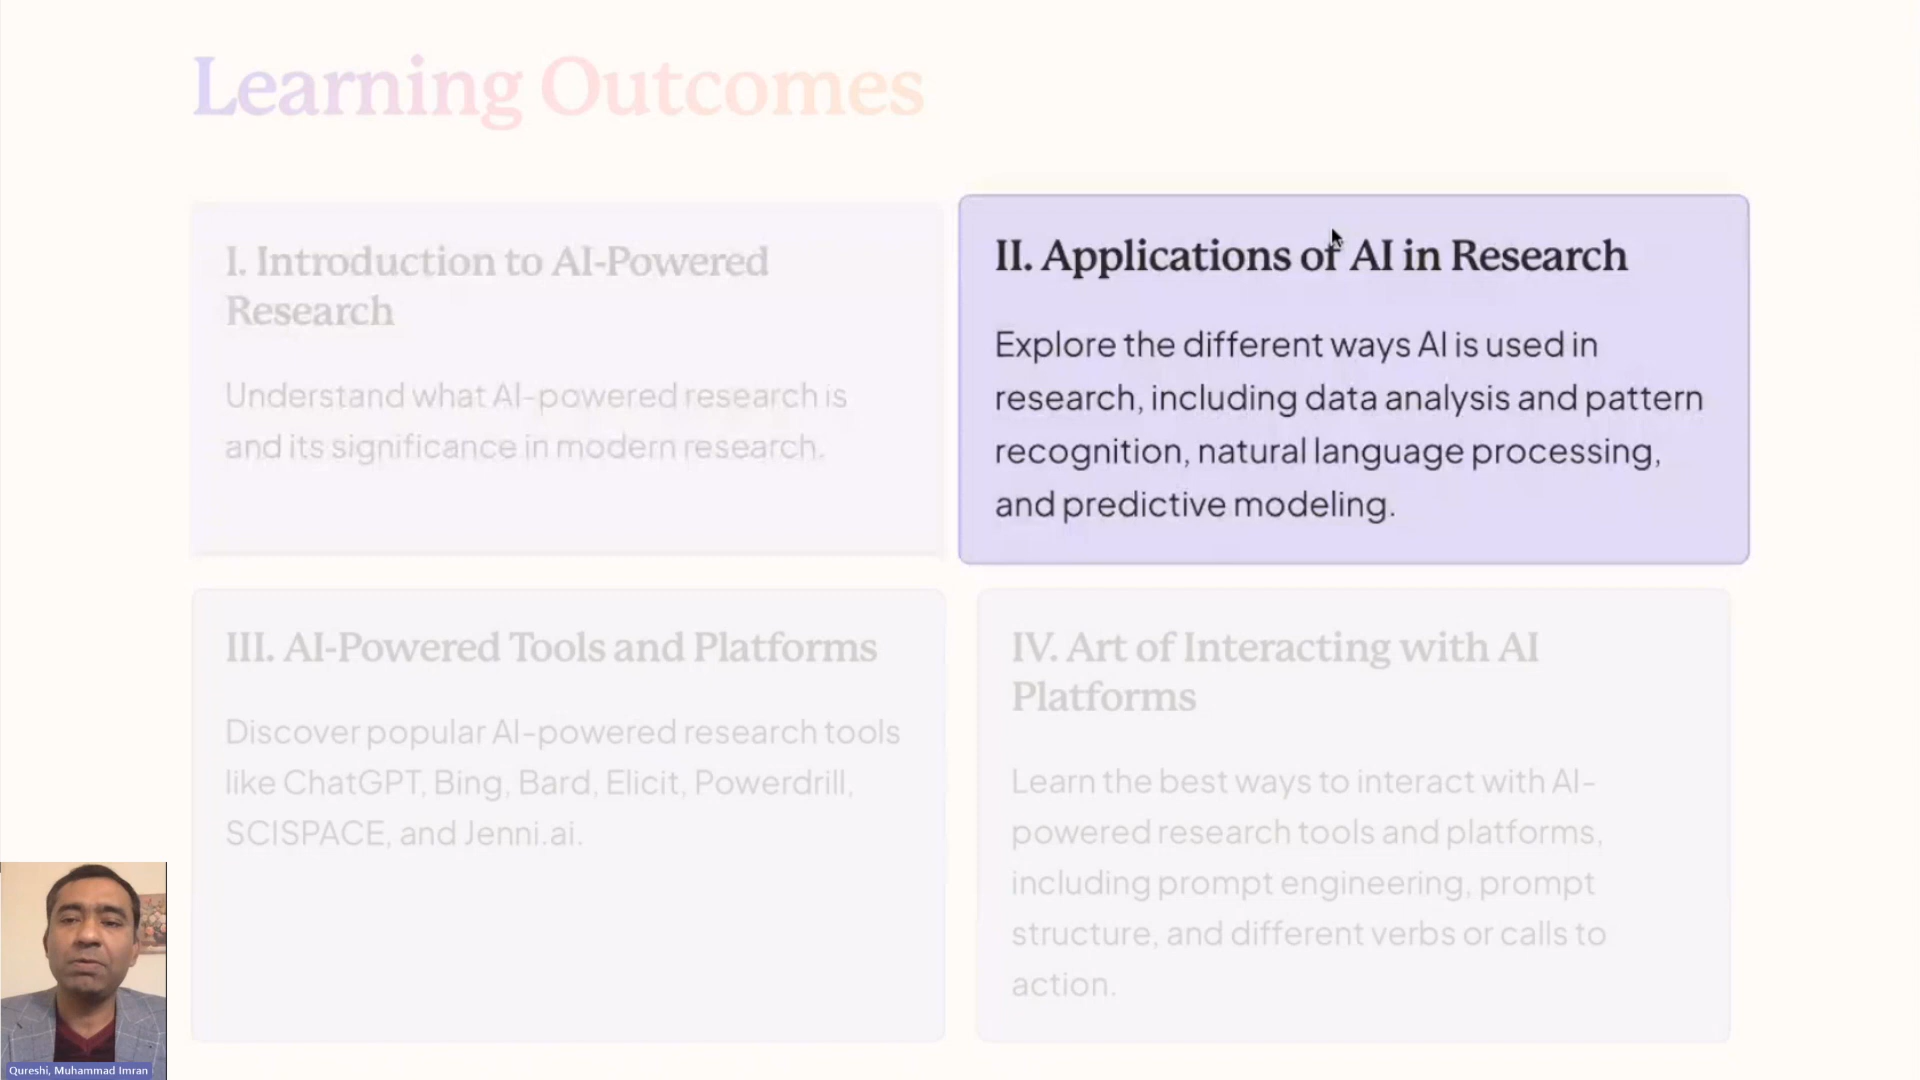 Learning Outcomes
I. Introduction to AI-Powered
Research
Understand what AI-powered research is
and its significance in modern research.
II. Applications of AI in Research
Explore the different ways AI is used in
research, including data analysis and pattern
recognition, natural language processing,
and predictive modeling.
III. AI-Powered Tools and Platforms
Discover popular AI-powered research tools
like ChatGPT, Bing, Bard, Elicit, Powerdrill,
SCISPACE, and Jenni.ai.
IV. Art of Interacting with AI
Platforms
Learn the best ways to interact with AI-
powered research tools and platforms,
including prompt engineering, prompt
structure, and different verbs or calls to
action.
Qureshi, Muhammad Imran